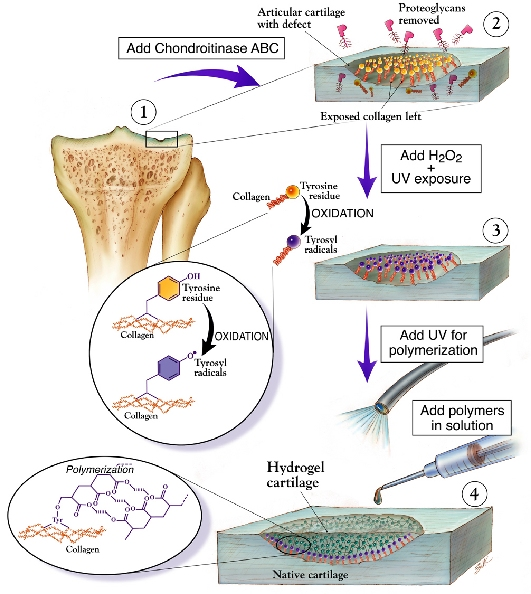 Articular cartilage
with defect
Proteoglycans
removed
2
Add Chondroitinase ABC
1
Exposed collagen left
Add H₂O₂
+
UV exposure
Collagen
Tyrosine
residue
OXIDATION
Tyrosyl
radicals
3
OH
Tyrosine
residue
Collagen
OXIDATION
O•
Tyrosyl
radicals
Collagen
Add UV for
polymerization
Add polymers
in solution
Polymerization
O
O
O
O
O
O
O
O
O
O
O
Tyr
Collagen
Hydrogel
cartilage
4
Native cartilage